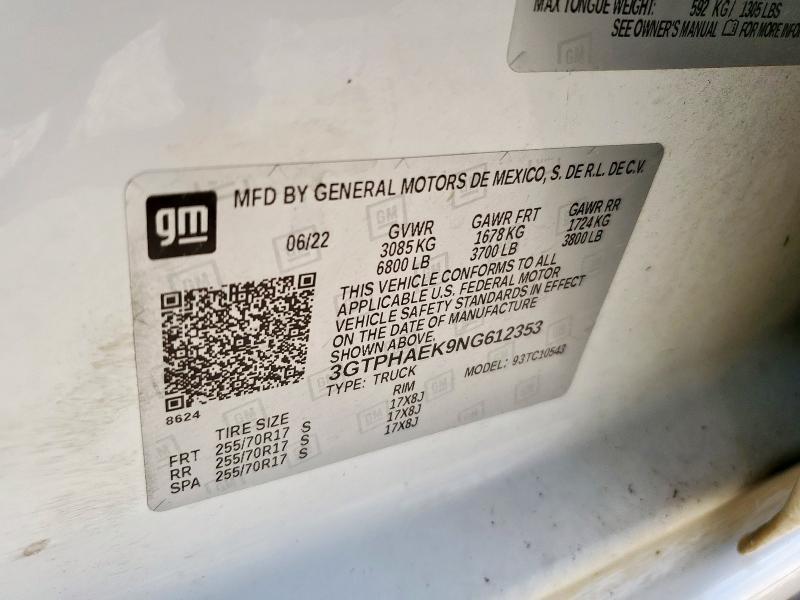 MAX TONGUE WEIGHT: 592 KG/ 1305 LBS
SEE OWNER'S MANUAL FOR MORE INFO
gm
MFD BY GENERAL MOTORS DE MEXICO, S. DE R.L. DE C.V.
06/22
GVWR GAWR FRT GAWR RR
3085 KG 1678 KG 1724 KG
6800 LB 3700 LB 3800 LB
THIS VEHICLE CONFORMS TO ALL
APPLICABLE U.S. FEDERAL MOTOR
VEHICLE SAFETY STANDARDS IN EFFECT
ON THE DATE OF MANUFACTURE
SHOWN ABOVE.
3GTPHAEK9NG612353
TYPE: TRUCK MODEL: 93TC10543
8624
TIRE SIZE RIM
FRT 255/70R17 S 17X8J
RR 255/70R17 S 17X8J
SPA 255/70R17 S 17X8J